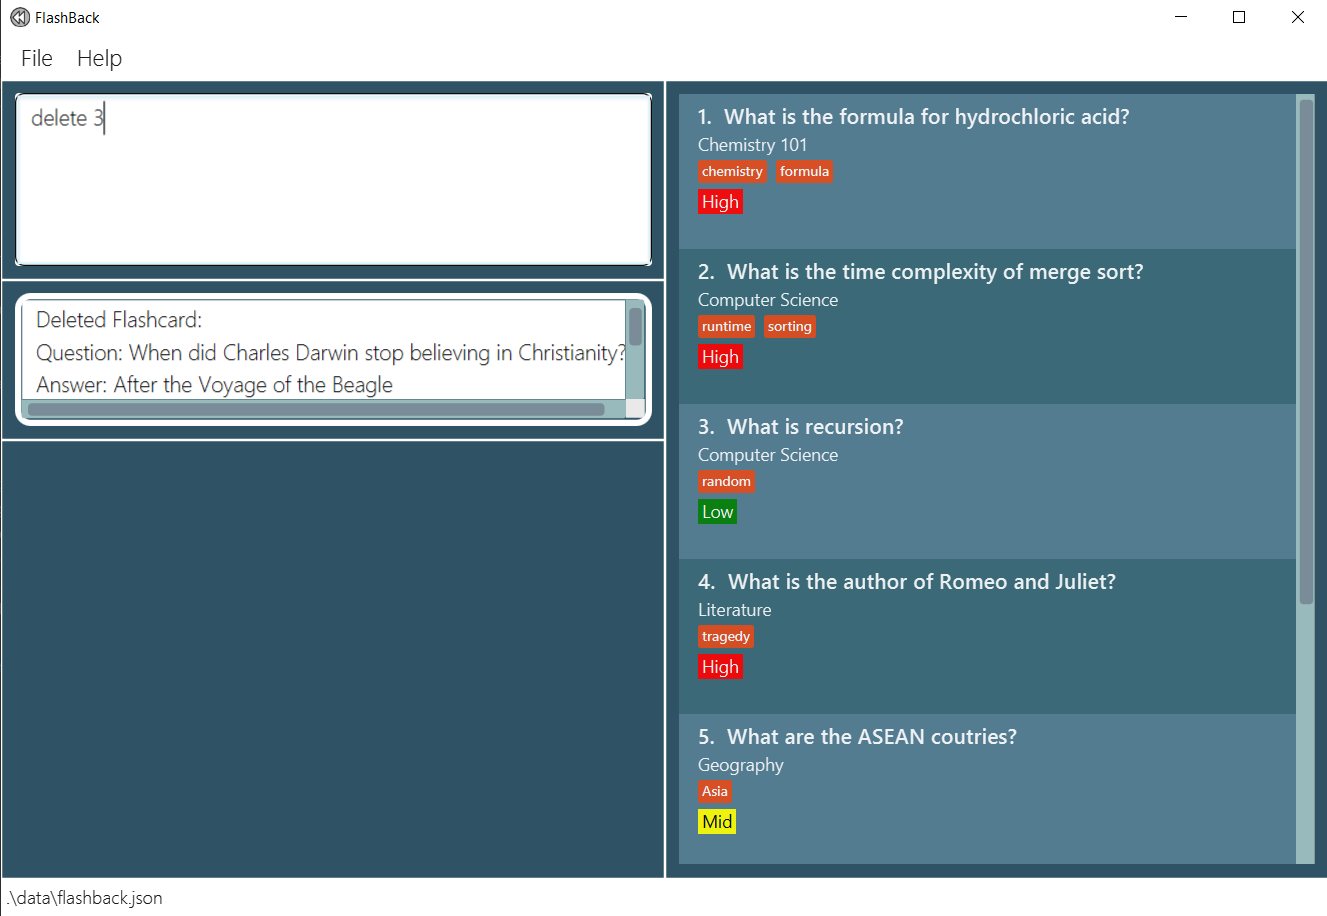 FlashBack
File Help
delete 3
Deleted Flashcard:
Question: When did Charles Darwin stop believing in Christianity?
Answer: After the Voyage of the Beagle
1. What is the formula for hydrochloric acid?
Chemistry 101
chemistry formula
High
2. What is the time complexity of merge sort?
Computer Science
runtime sorting
High
3. What is recursion?
Computer Science
random
Low
4. What is the author of Romeo and Juliet?
Literature
tragedy
High
5. What are the ASEAN coutries?
Geography
Asia
Mid
.\data\flashback.json